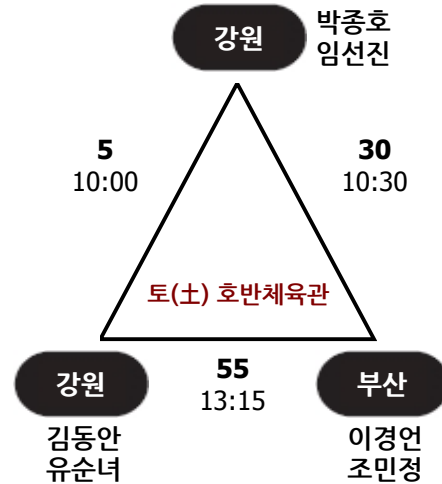 강원
박종호
임선진
5
10:00
30
10:30
토(土) 호반체육관
강원
김동안
유순녀
55
13:15
부산
이경언
조민정